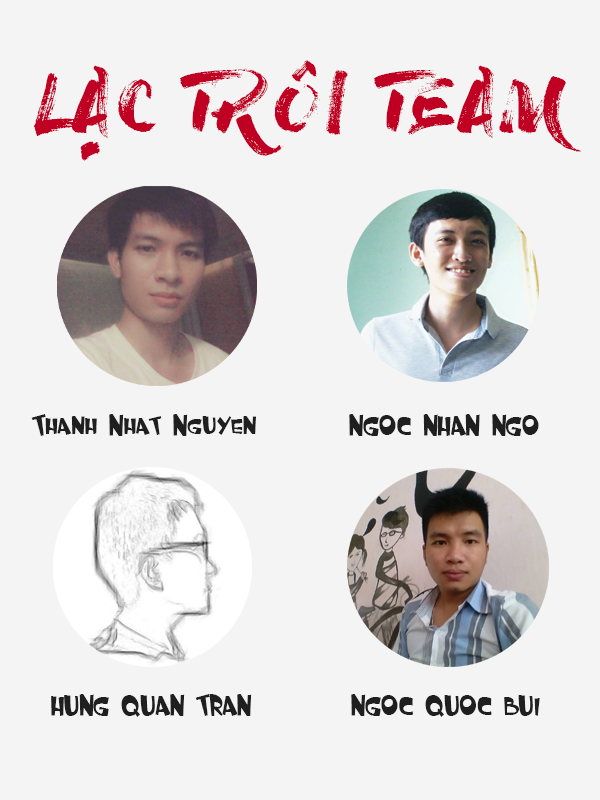 LẠC TRÔI TEAM
THANH NHAT NGUYEN
NGOC NHAN NGO
HUNG QUAN TRAN
NGOC QUOC BUI